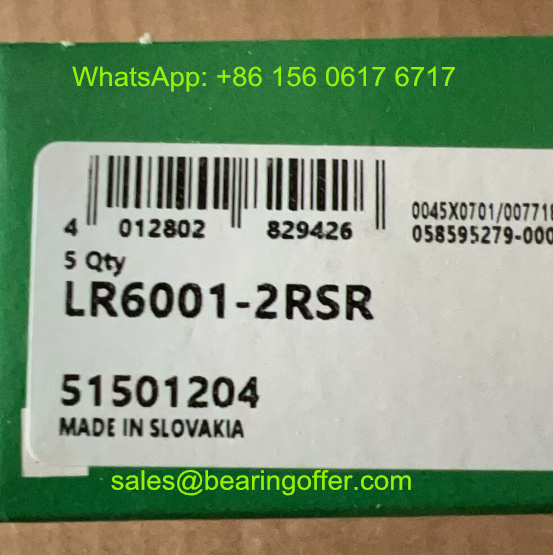 WhatsApp: +86 156 0617 6717
4 012802 829426
0045X0701/00771
058595279-000
5 Qty
LR6001-2RSR
51501204
MADE IN SLOVAKIA
sales@bearingoffer.com